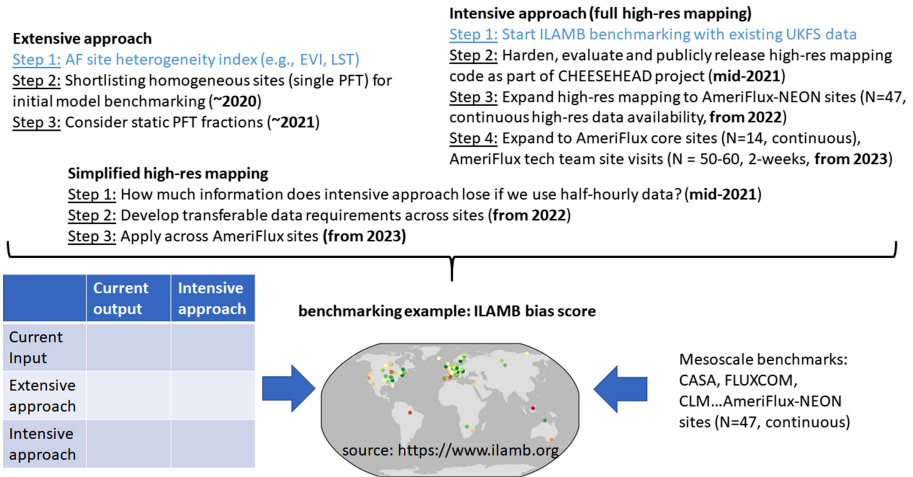 Extensive approach
Step 1: AF site heterogeneity index (e.g., EVI, LST)
Step 2: Shortlisting homogeneous sites (single PFT) for
initial model benchmarking (~2020)
Step 3: Consider static PFT fractions (~2021)
Intensive approach (full high-res mapping)
Step 1: Start ILAMB benchmarking with existing UKFS data
Step 2: Harden, evaluate and publicly release high-res mapping
code as part of CHEESEHEAD project (mid-2021)
Step 3: Expand high-res mapping to AmeriFlux-NEON sites (N=47,
continuous high-res data availability, from 2022)
Step 4: Expand to AmeriFlux core sites (N=14, continuous),
AmeriFlux tech team site visits (N = 50-60, 2-weeks, from 2023)
Simplified high-res mapping
Step 1: How much information does intensive approach lose if we use half-hourly data? (mid-2021)
Step 2: Develop transferable data requirements across sites (from 2022)
Step 3: Apply across AmeriFlux sites (from 2023)
Current
output
Intensive
approach
Current
Input
Extensive
approach
Intensive
approach
benchmarking example: ILAMB bias score
source: https://www.ilamb.org
Mesoscale benchmarks:
CASA, FLUXCOM,
CLM...AmeriFlux-NEON
sites (N=47, continuous)